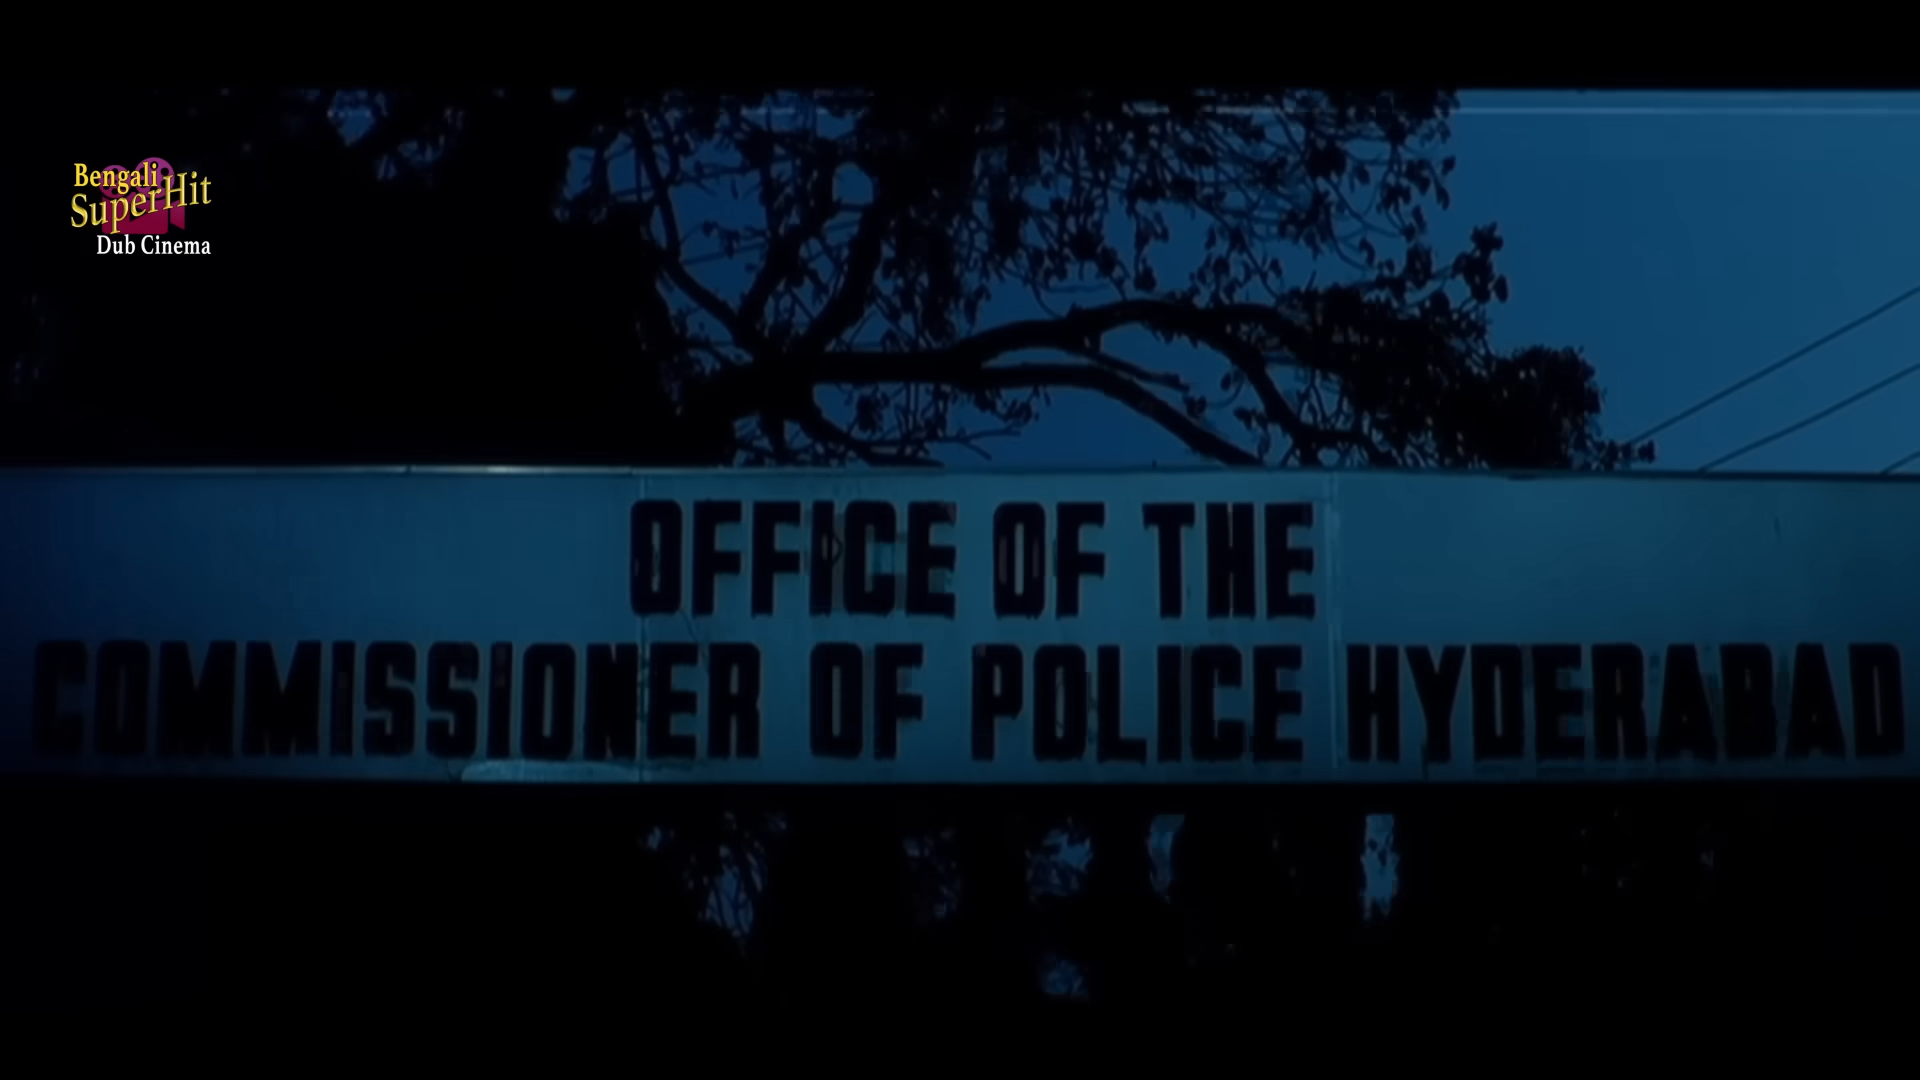 Bengali
SuperHit
Dub Cinema
OFFICE OF THE
COMMISSIONER OF POLICE HYDERABAD